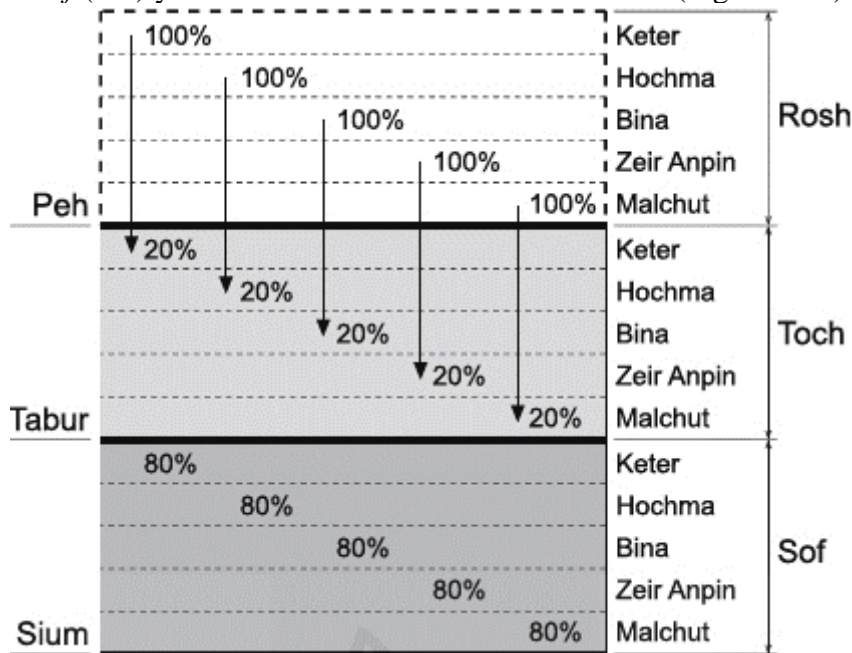 100% Keter
100% Hochma
100% Bina Rosh
100% Zeir Anpin
Peh 100% Malchut
20% Keter
20% Hochma
20% Bina Toch
20% Zeir Anpin
Tabur 20% Malchut
80% Keter
80% Hochma
80% Bina Sof
80% Zeir Anpin
Sium 80% Malchut